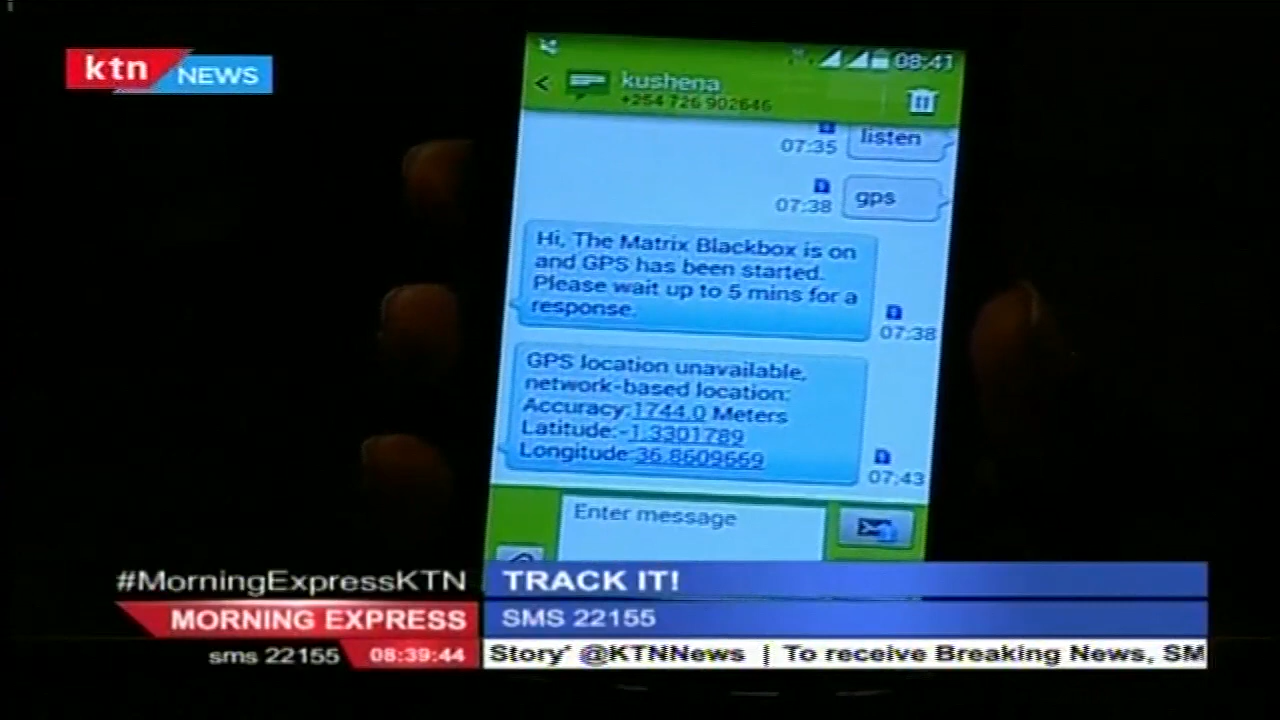 ktn NEWS
08:41
<
kushena
+254 726 902646
listen
07:35
gps
07:38
Hi, The Matrix Blackbox is on
and GPS has been started.
Please wait up to 5 mins for a
response.
07:38
GPS location unavailable,
network-based location:
Accuracy:1744.0 Meters
Latitude:-1.3301789
Longitude:36.8609669
07:43
Enter message
#MorningExpressKTN
TRACK IT!
MORNING EXPRESS
SMS 22155
sms 22155
08:39:44
Story' @KTNNews | To receive Breaking News, SM